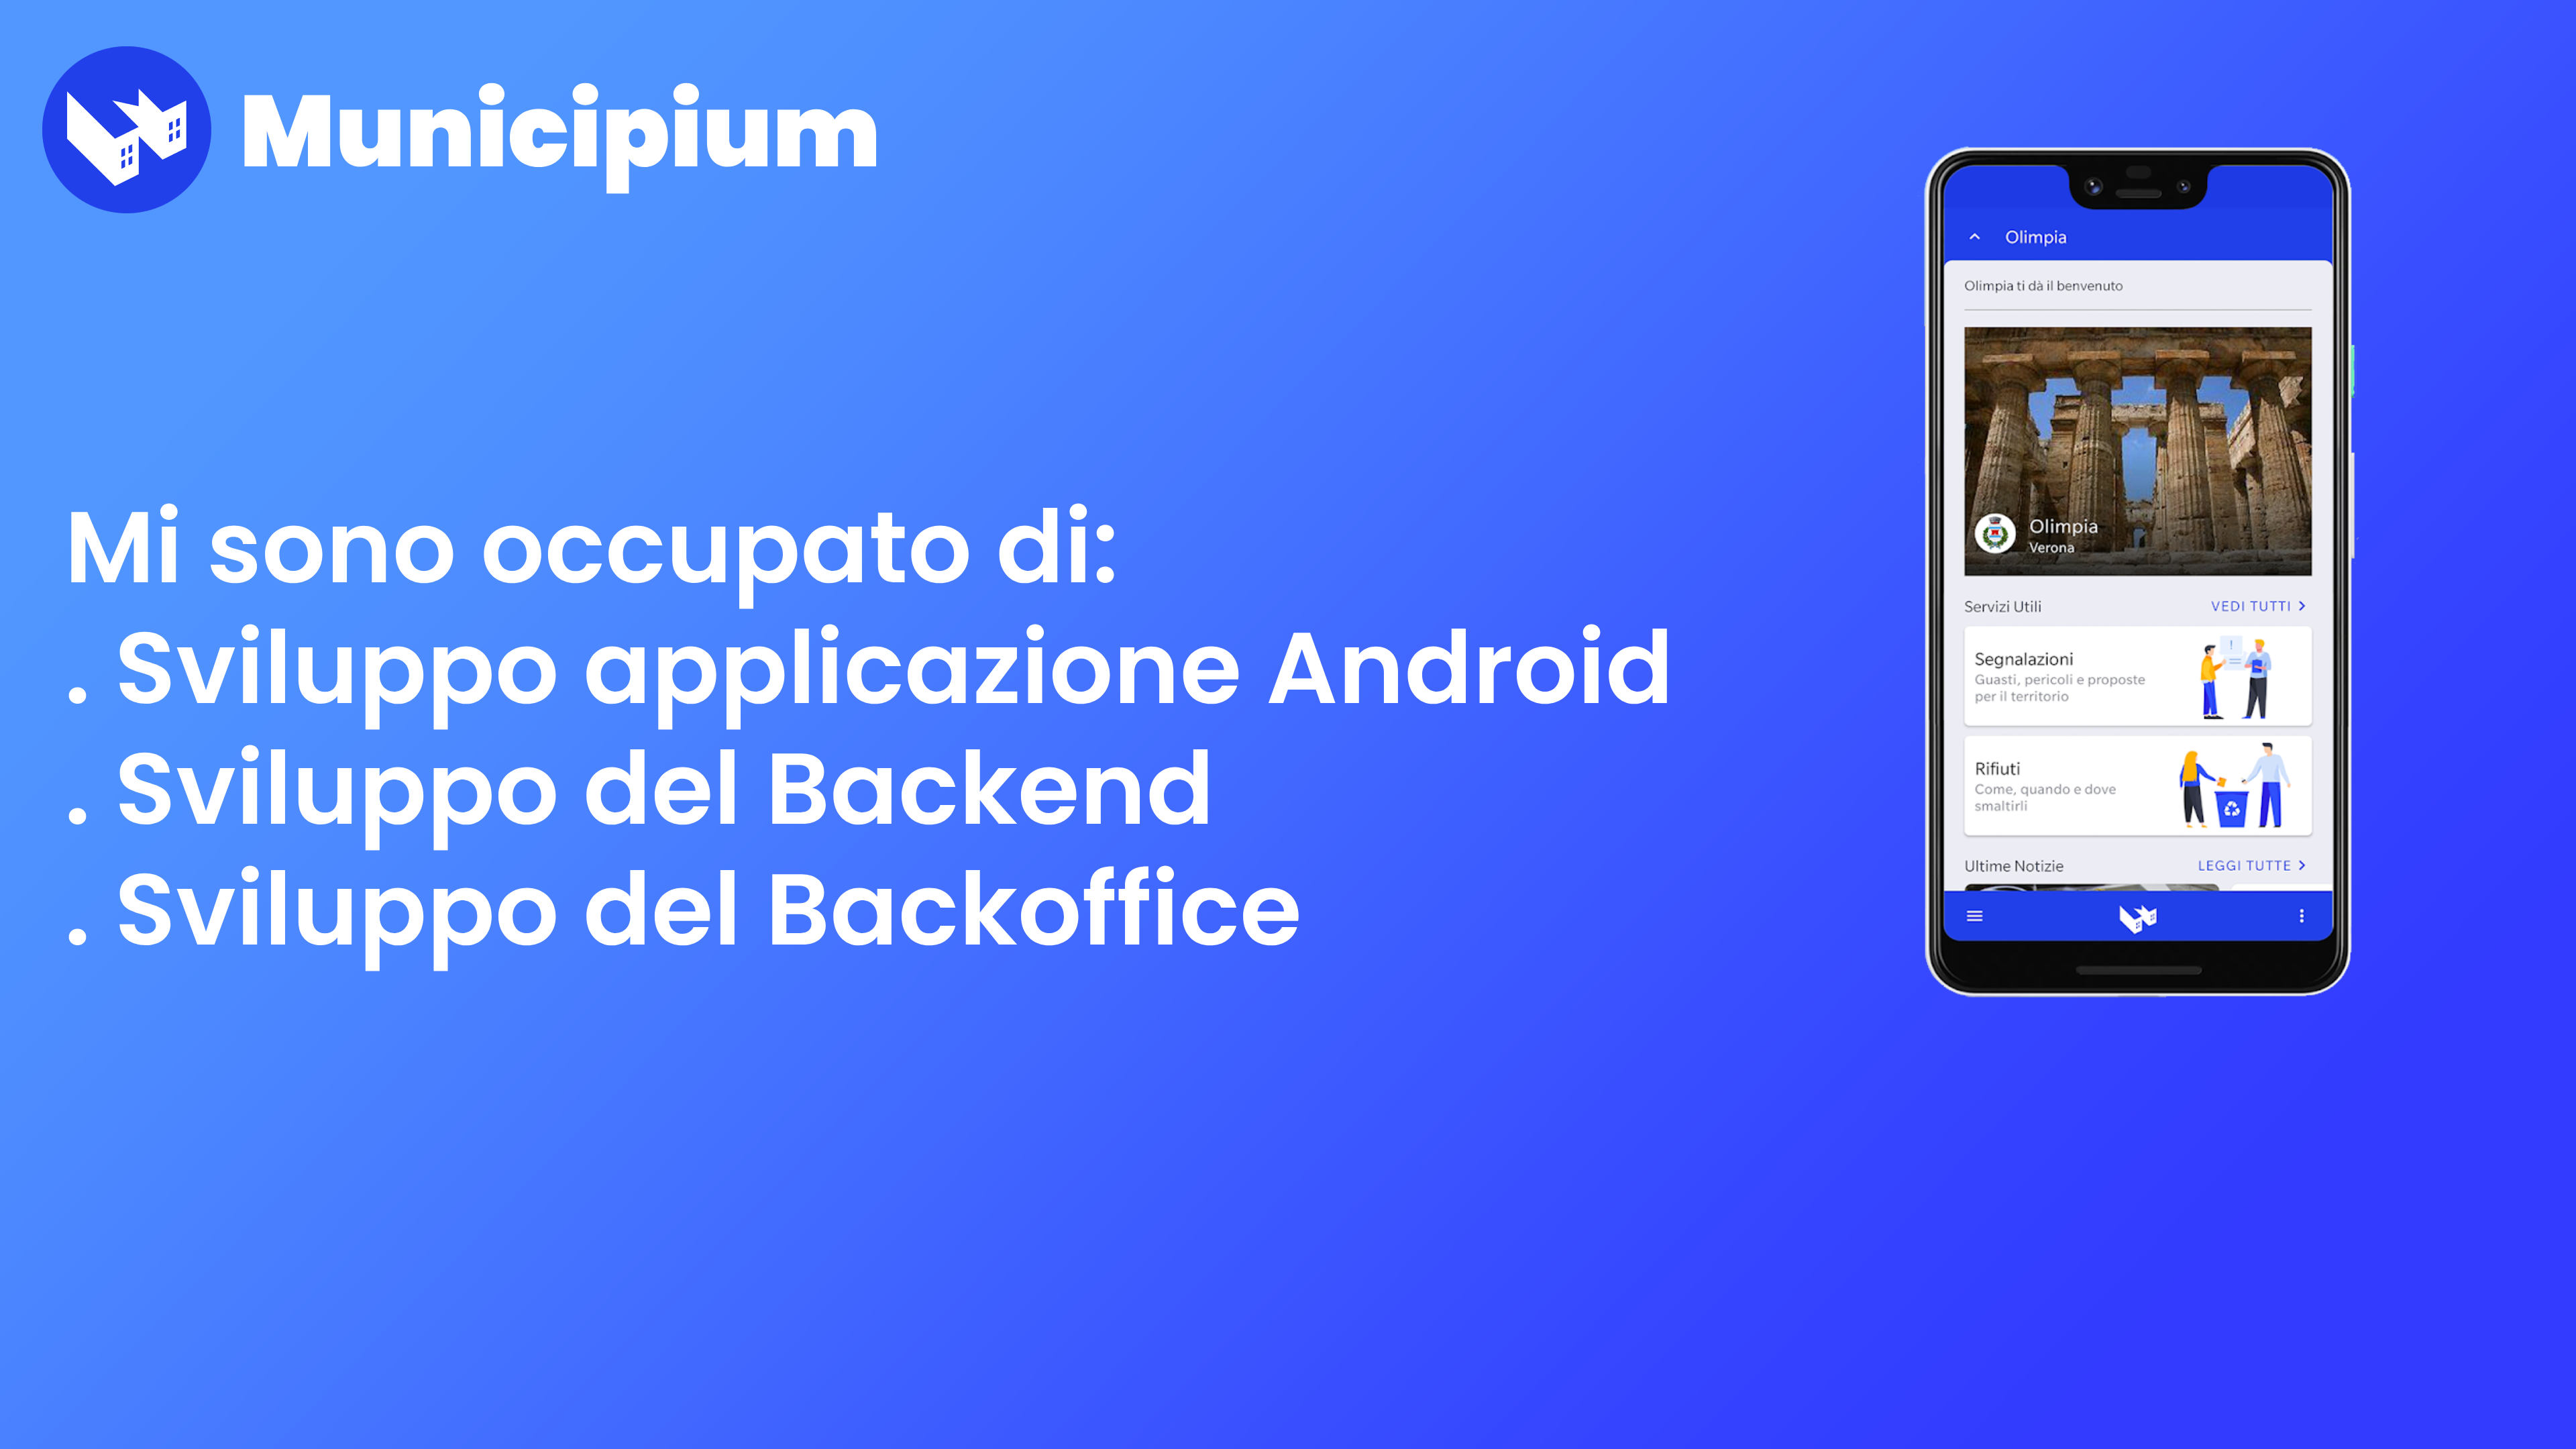 Municipium
Mi sono occupato di:
. Sviluppo applicazione Android
. Sviluppo del Backend
. Sviluppo del Backoffice
Olimpia
Olimpia ti dà il benvenuto
Olimpia
Verona
Servizi Utili
VEDI TUTTI
Segnalazioni
Guasti, pericoli e proposte
per il territorio
Rifiuti
Come, quando e dove
smaltirli
Ultime Notizie
LEGGI TUTTE